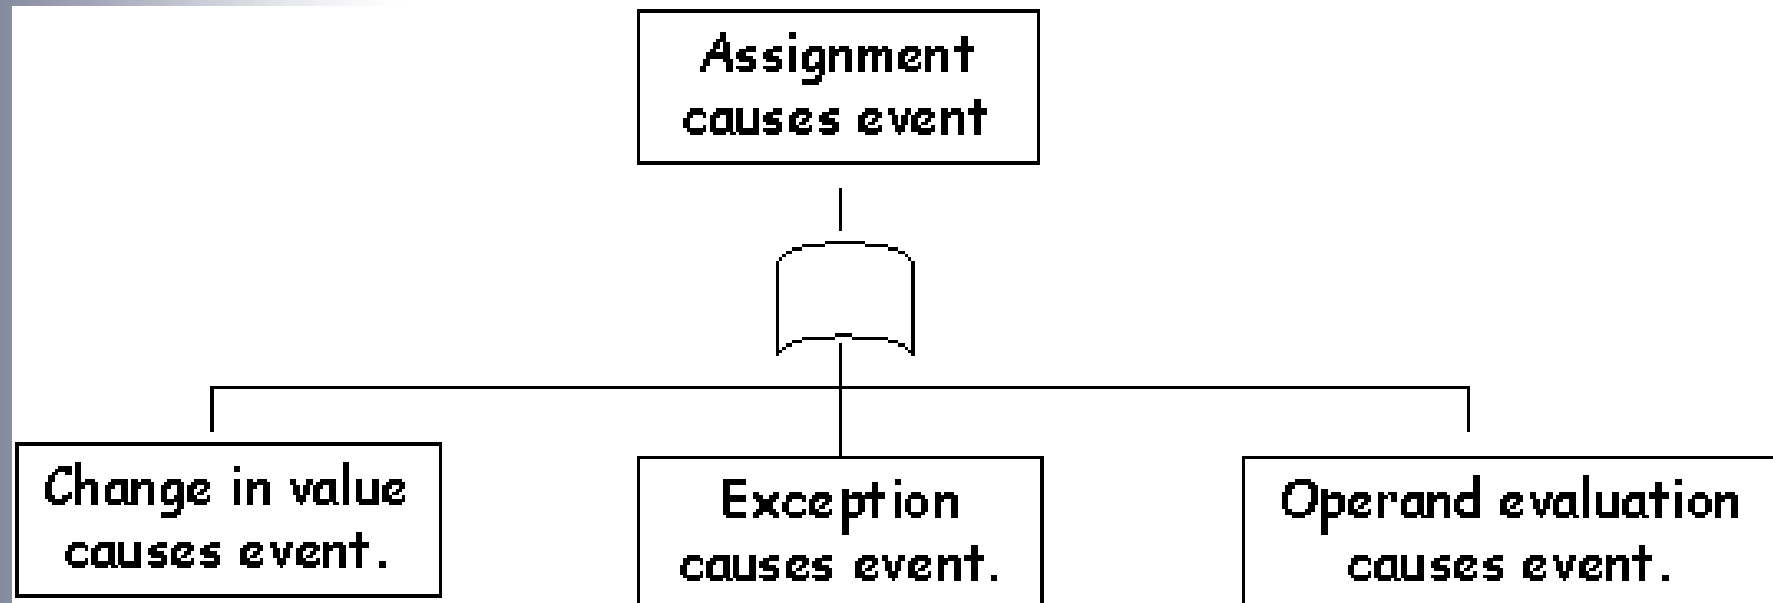 Assignment
causes event
Change in value
causes event.
Exception
causes event.
Operand evaluation
causes event.